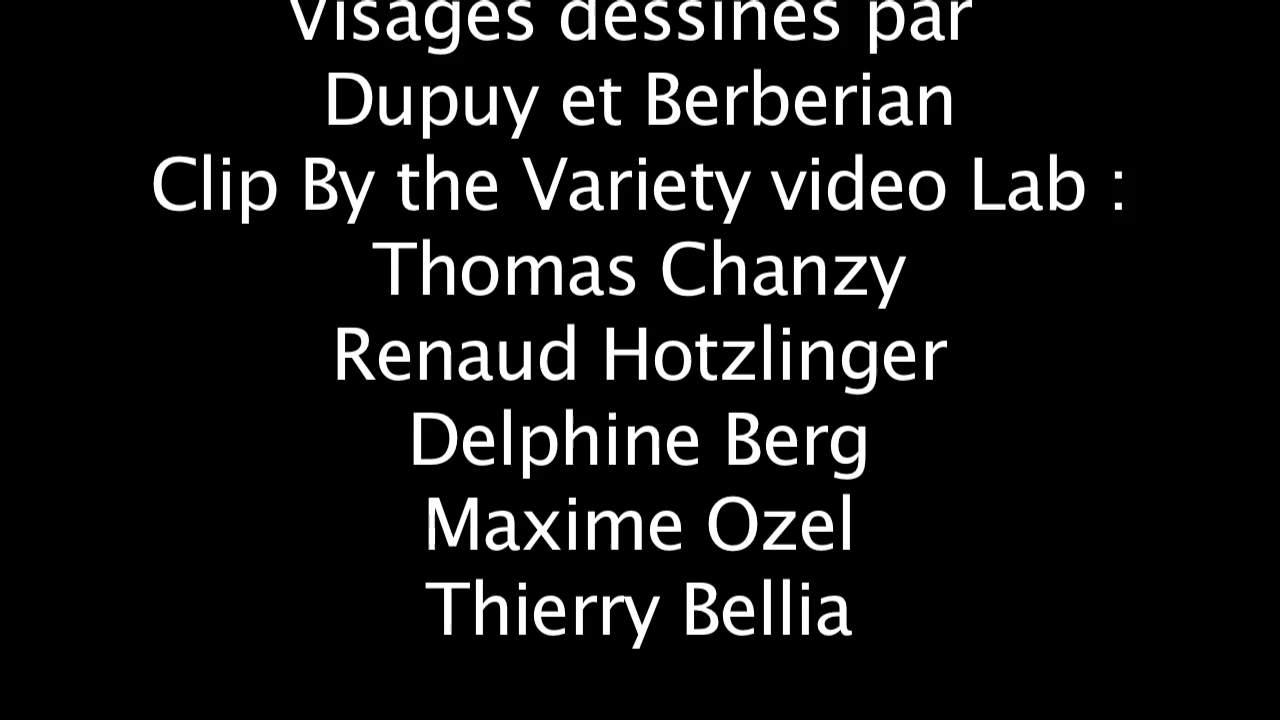 Visages dessinés par
Dupuy et Berberian
Clip By the Variety video Lab :
Thomas Chanzy
Renaud Hotzlinger
Delphine Berg
Maxime Ozel
Thierry Bellia